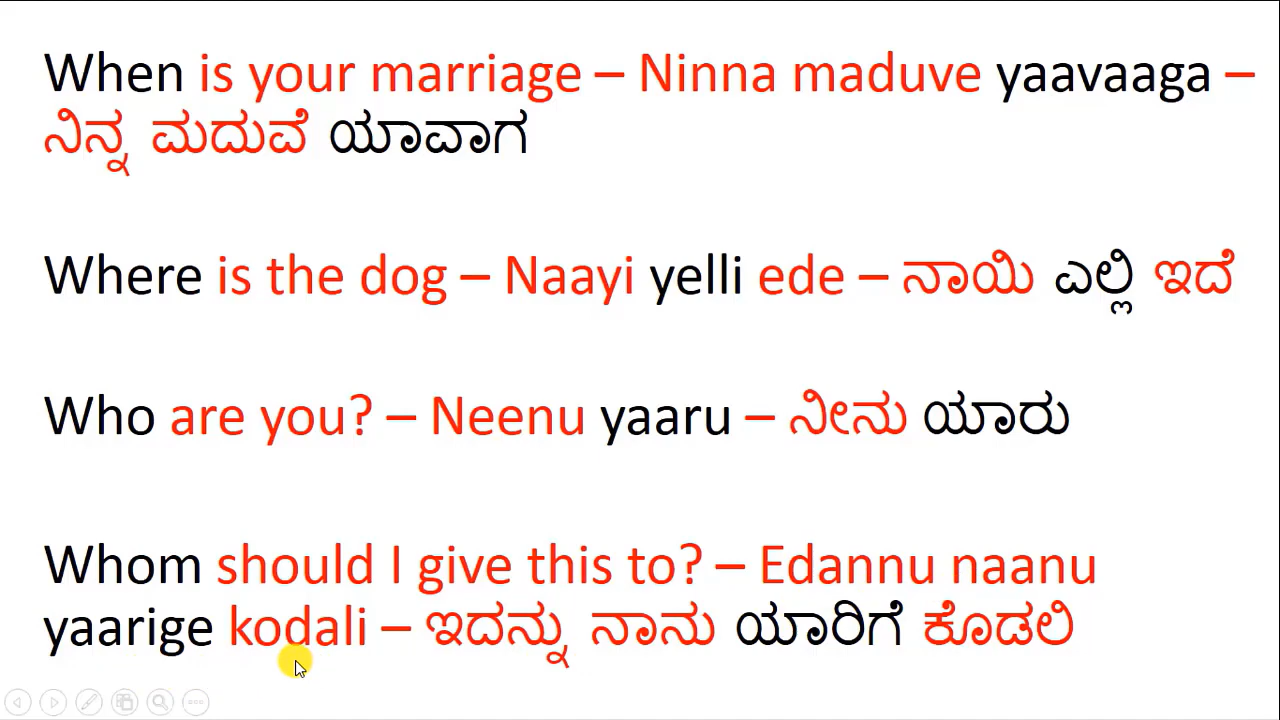 When is your marriage – Ninna maduve yaavaaga –
ನಿನ್ನ ಮದುವೆ ಯಾವಾಗ
Where is the dog – Naayi yelli ede – ನಾಯಿ ಎಲ್ಲಿ ಇದೆ
Who are you? – Neenu yaaru – ನೀನು ಯಾರು
Whom should I give this to? – Edannu naanu
yaarige kodali – ಇದನ್ನು ನಾನು ಯಾರಿಗೆ ಕೊಡಲಿ